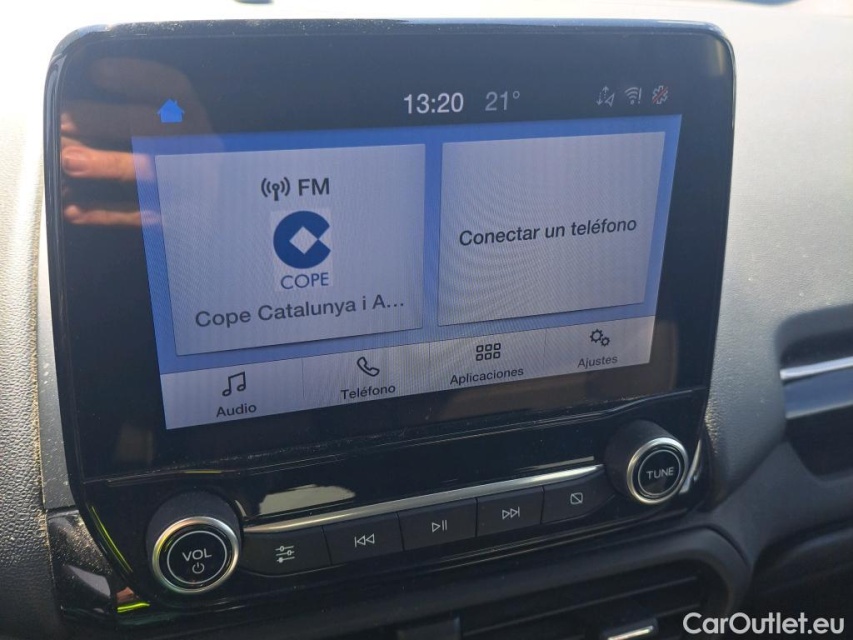 13:20 21°
FM
COPE
Cope Catalunya i A...
Conectar un teléfono
Audio
Teléfono
Aplicaciones
Ajustes
VOL
TUNE
CarOutlet.eu